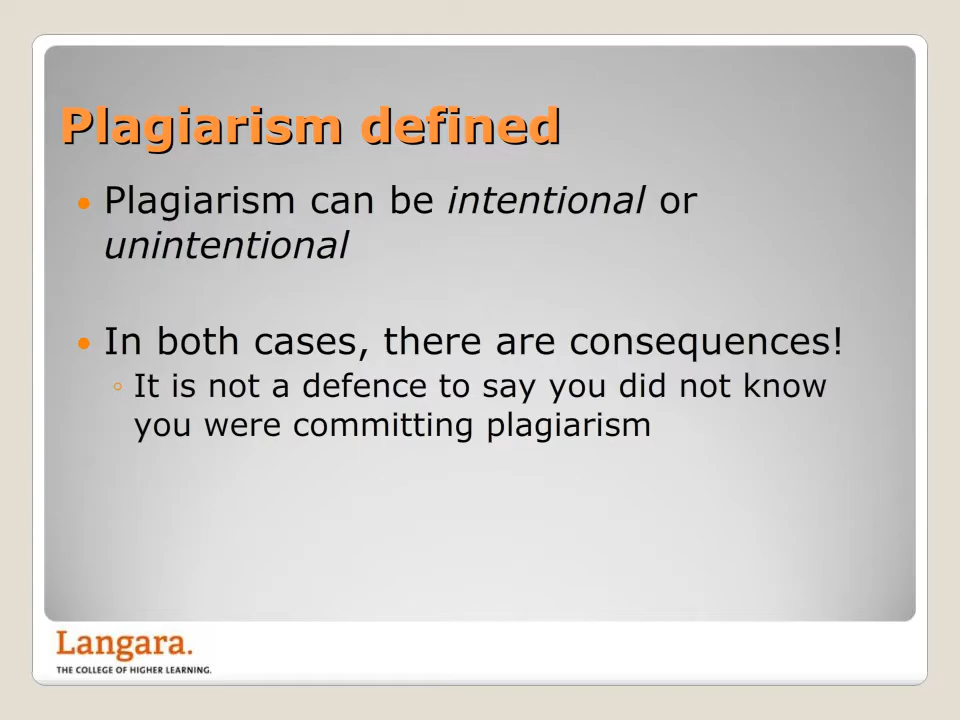 Plagiarism defined
• Plagiarism can be intentional or
unintentional
• In both cases, there are consequences!
◦ It is not a defence to say you did not know
you were committing plagiarism
Langara.
THE COLLEGE OF HIGHER LEARNING.